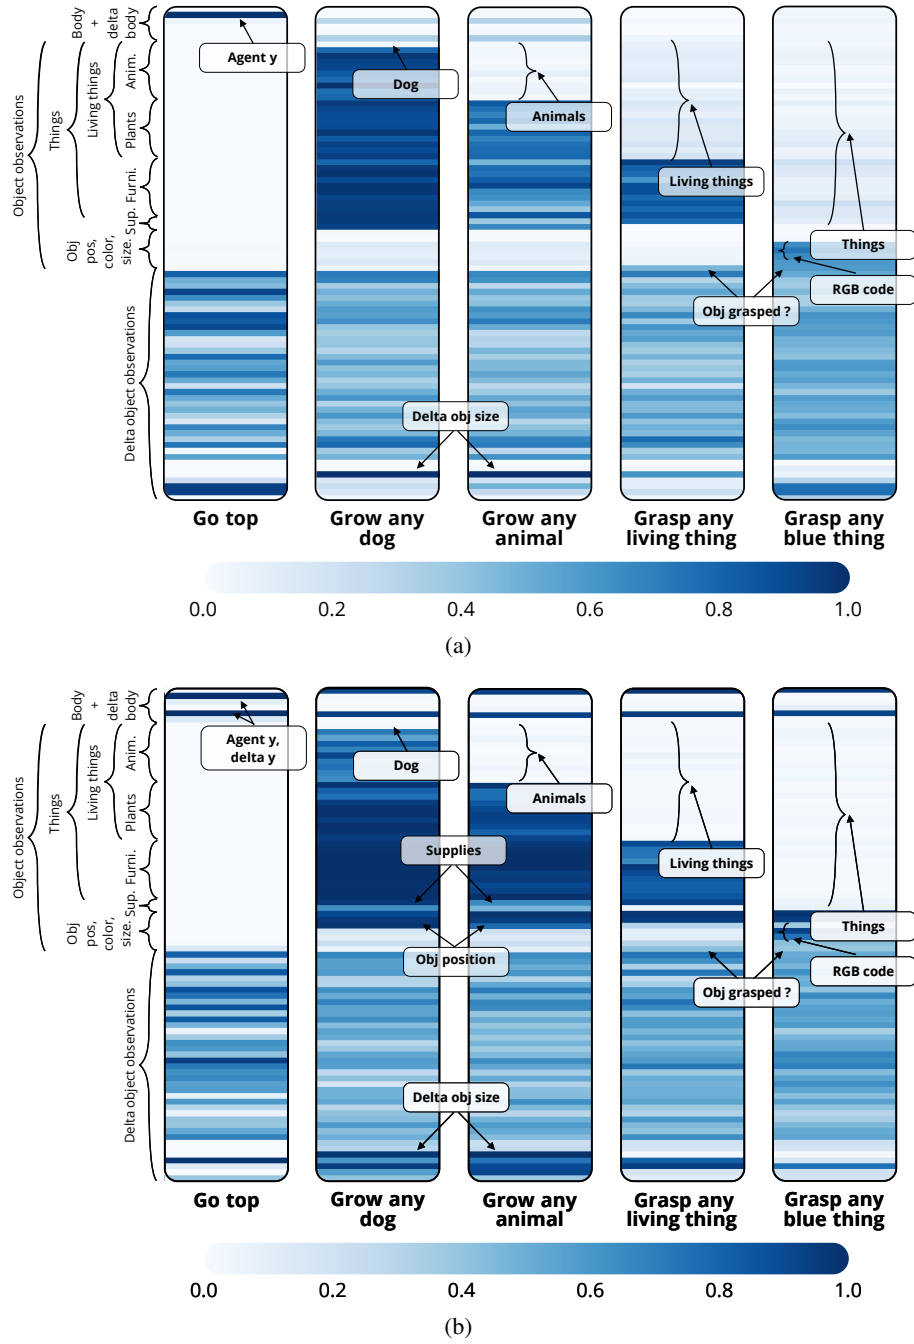 Body
+
delta
body
Object observations
Things
Living things
Anim.
Plants
Furni.
Sup.
Obj
pos,
color,
size.
Delta object observations
Agent y
Dog
Animals
Living things
Things
RGB code
Obj grasped ?
Delta obj size
Go top
Grow any
dog
Grow any
animal
Grasp any
living thing
Grasp any
blue thing
0.0
0.2
0.4
0.6
0.8
1.0
(a)
Body
+
delta
body
Object observations
Things
Living things
Anim.
Plants
Furni.
Sup.
Obj
pos,
color,
size.
Delta object observations
Agent y,
delta y
Dog
Animals
Supplies
Living things
Things
Obj position
RGB code
Obj grasped ?
Delta obj size
Go top
Grow any
dog
Grow any
animal
Grasp any
living thing
Grasp any
blue thing
0.0
0.2
0.4
0.6
0.8
1.0
(b)